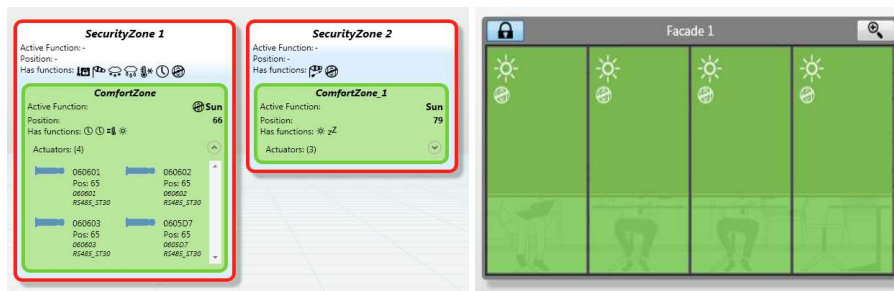 SecurityZone 1
Active Function: -
Position: -
Has functions:
ComfortZone
Active Function: Sun
Position: 66
Has functions:
Actuators: (4)
060601
Pos: 65
060601
RS485_ST30
060602
Pos: 65
060602
RS485_ST30
060603
Pos: 65
060603
RS485_ST30
0605D7
Pos: 65
0605D7
RS485_ST30
SecurityZone 2
Active Function: -
Position: -
Has functions:
ComfortZone_1
Active Function: Sun
Position: 79
Has functions: zZ
Actuators: (3)
Facade 1